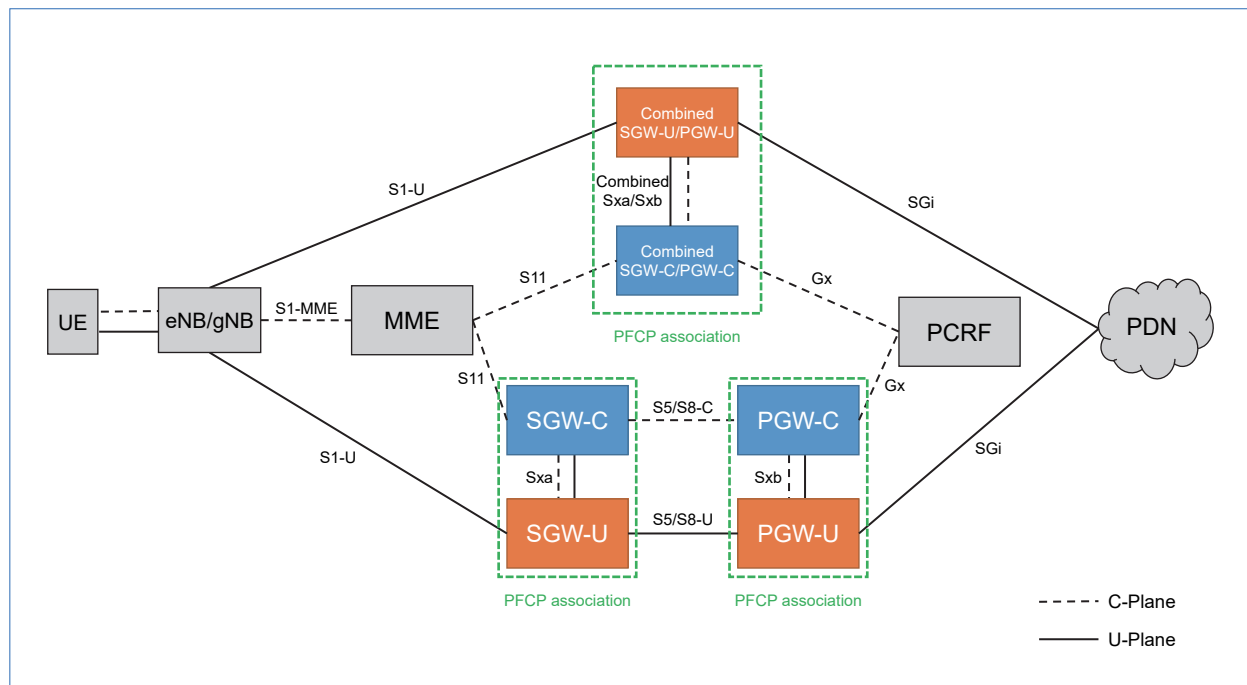 Combined
SGW-U/PGW-U
S1-U
Combined
Sxa/Sxb
SGi
Combined
SGW-C/PGW-C
S11
Gx
UE
eNB/gNB
S1-MME
MME
PCRF
PDN
PFCP association
S11
Gx
SGW-C
S5/S8-C
PGW-C
S1-U
SGi
Sxa
Sxb
SGW-U
S5/S8-U
PGW-U
PFCP association
PFCP association
C-Plane
U-Plane